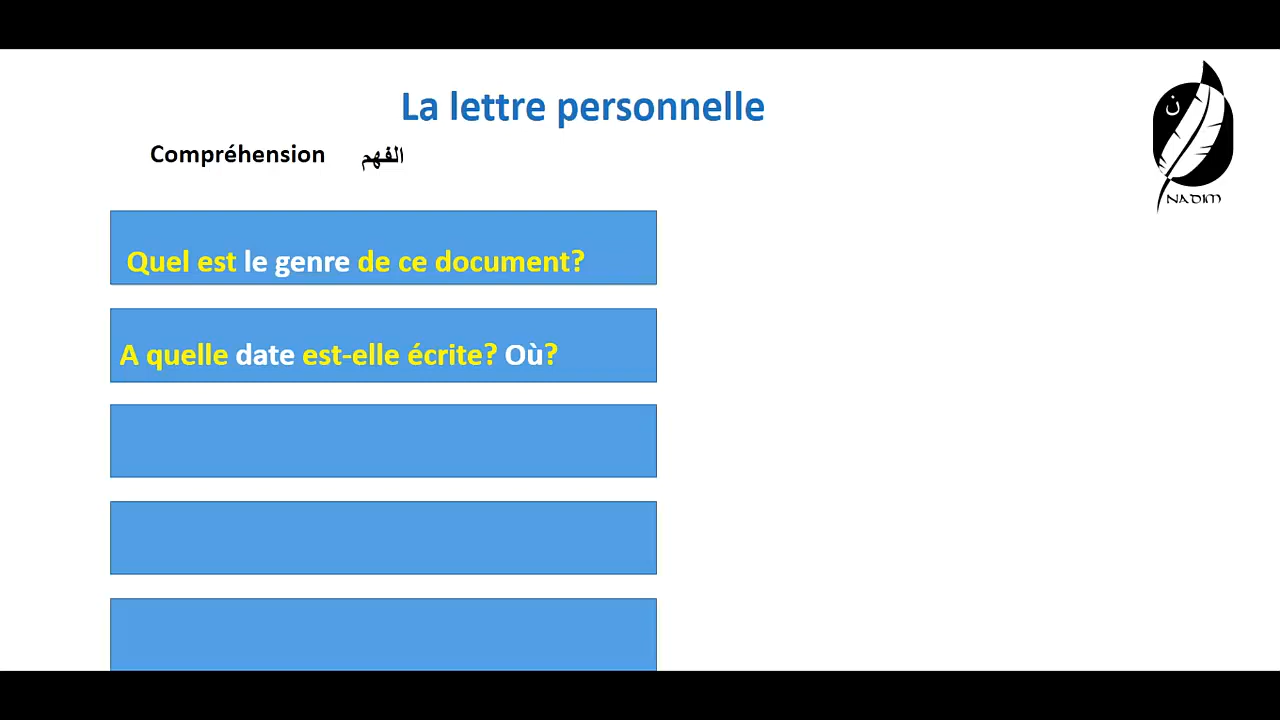 La lettre personnelle
Compréhension الفهم
Quel est le genre de ce document?
A quelle date est-elle écrite? Où?
ن
NADIM